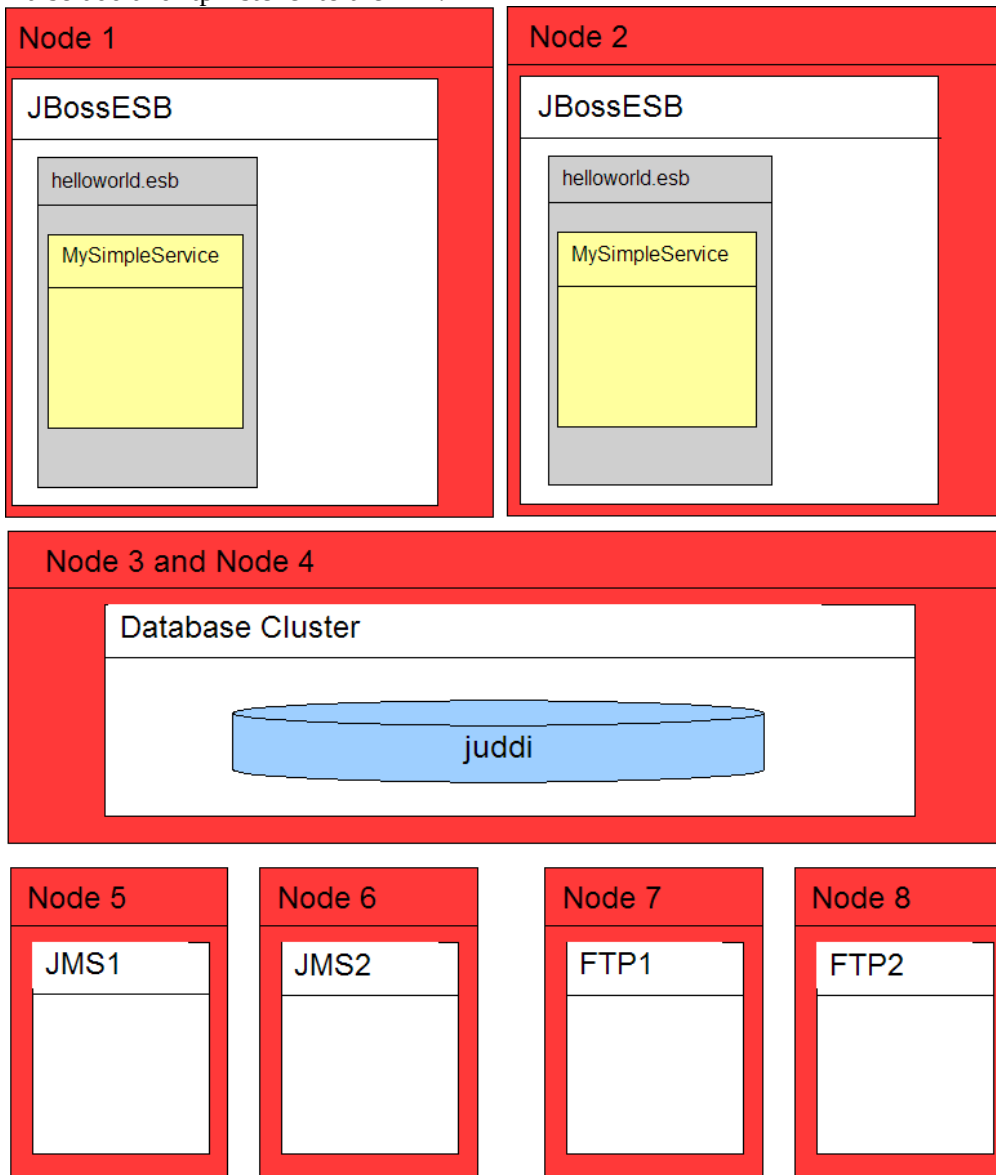 Node 1
Node 2
JBossESB
JBossESB
helloworld.esb
helloworld.esb
MySimpleService
MySimpleService
Node 3 and Node 4
Database Cluster
juddi
Node 5
Node 6
Node 7
Node 8
JMS1
JMS2
FTP1
FTP2